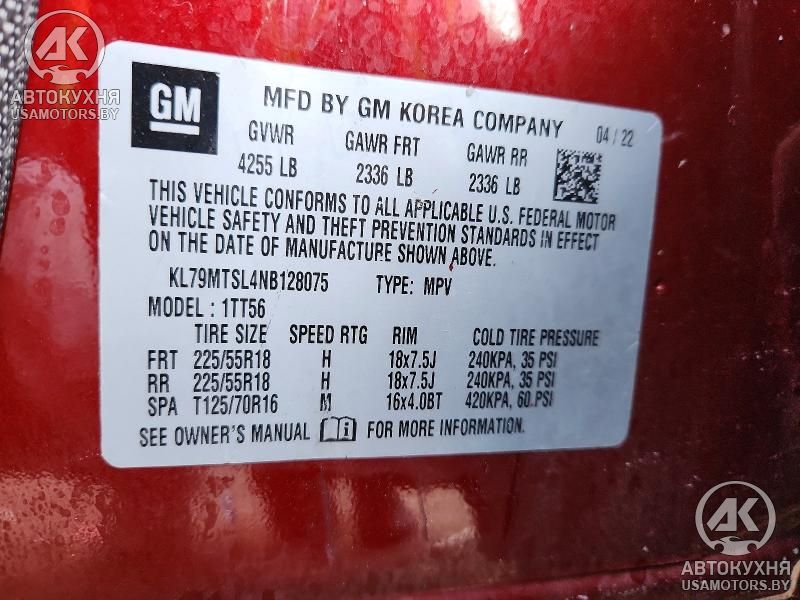 АК
АВТОКУХНЯ
USAMOTORS.BY
GM
MFD BY GM KOREA COMPANY 04 / 22
GVWR GAWR FRT GAWR RR
4255 LB 2336 LB 2336 LB
THIS VEHICLE CONFORMS TO ALL APPLICABLE U.S. FEDERAL MOTOR
VEHICLE SAFETY AND THEFT PREVENTION STANDARDS IN EFFECT
ON THE DATE OF MANUFACTURE SHOWN ABOVE.
KL79MTSL4NB128075 TYPE: MPV
MODEL : 1TT56
TIRE SIZE SPEED RTG RIM COLD TIRE PRESSURE
FRT 225/55R18 H 18x7.5J 240KPA, 35 PSI
RR 225/55R18 H 18x7.5J 240KPA, 35 PSI
SPA T125/70R16 M 16x4.0BT 420KPA, 60 PSI
SEE OWNER'S MANUAL i FOR MORE INFORMATION.
АК
АВТОКУХНЯ
USAMOTORS.BY